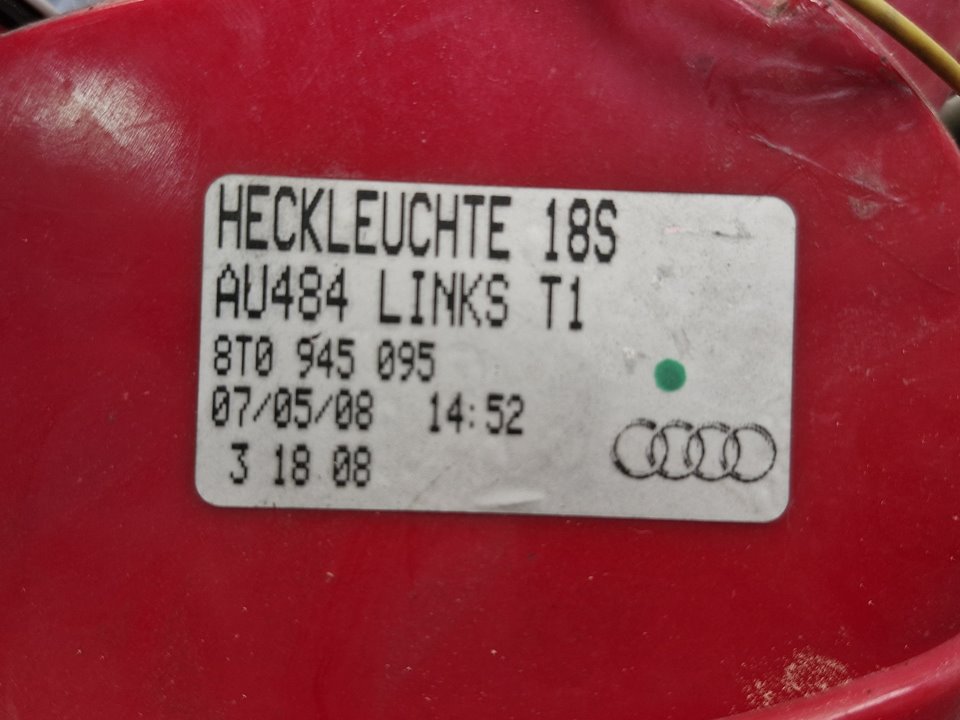 HECKLEUCHTE 18S
AU484 LINKS T1
8T0 945 095
07/05/08 14:52
3 18 08